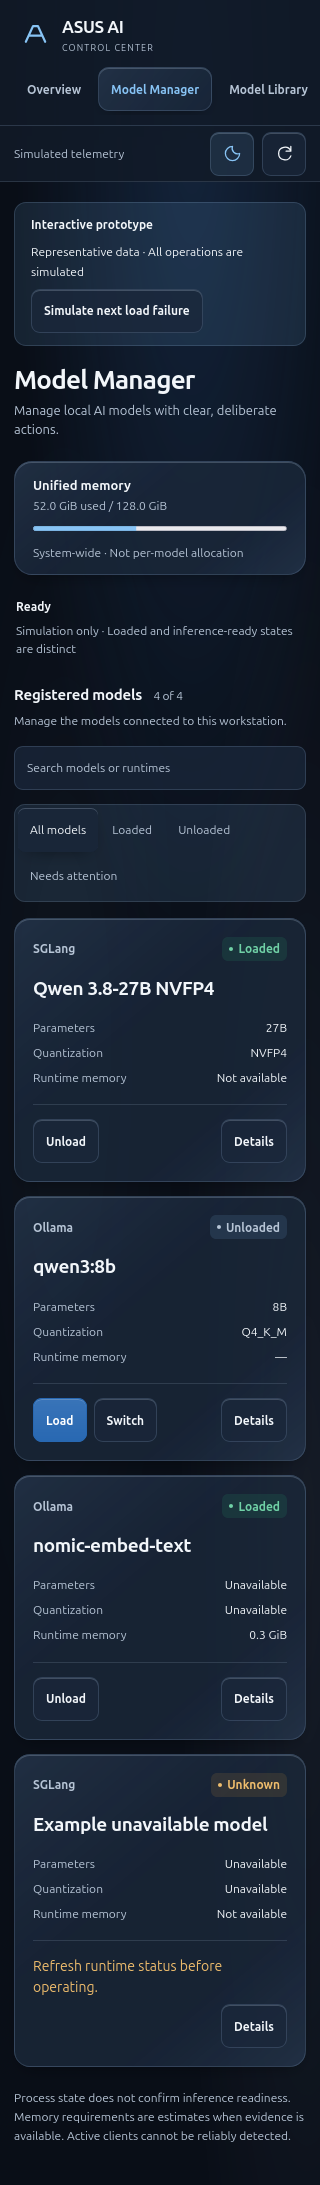 ASUS AI
CONTROL CENTER
Overview
Model Manager
Model Library
Simulated telemetry
Interactive prototype
Representative data · All operations are
simulated
Simulate next load failure
Model Manager
Manage local AI models with clear, deliberate
actions.
Unified memory
52.0 GiB used / 128.0 GiB
System-wide · Not per-model allocation
Ready
Simulation only · Loaded and inference-ready states
are distinct
Registered models 4 of 4
Manage the models connected to this workstation.
Search models or runtimes
All models
Loaded
Unloaded
Needs attention
SGLang
• Loaded
Qwen 3.8-27B NVFP4
Parameters 27B
Quantization NVFP4
Runtime memory Not available
Unload
Details
Ollama
• Unloaded
qwen3:8b
Parameters 8B
Quantization Q4_K_M
Runtime memory —
Load
Switch
Details
Ollama
• Loaded
nomic-embed-text
Parameters Unavailable
Quantization Unavailable
Runtime memory 0.3 GiB
Unload
Details
SGLang
• Unknown
Example unavailable model
Parameters Unavailable
Quantization Unavailable
Runtime memory Not available
Refresh runtime status before
operating.
Details
Process state does not confirm inference readiness.
Memory requirements are estimates when evidence is
available. Active clients cannot be reliably detected.